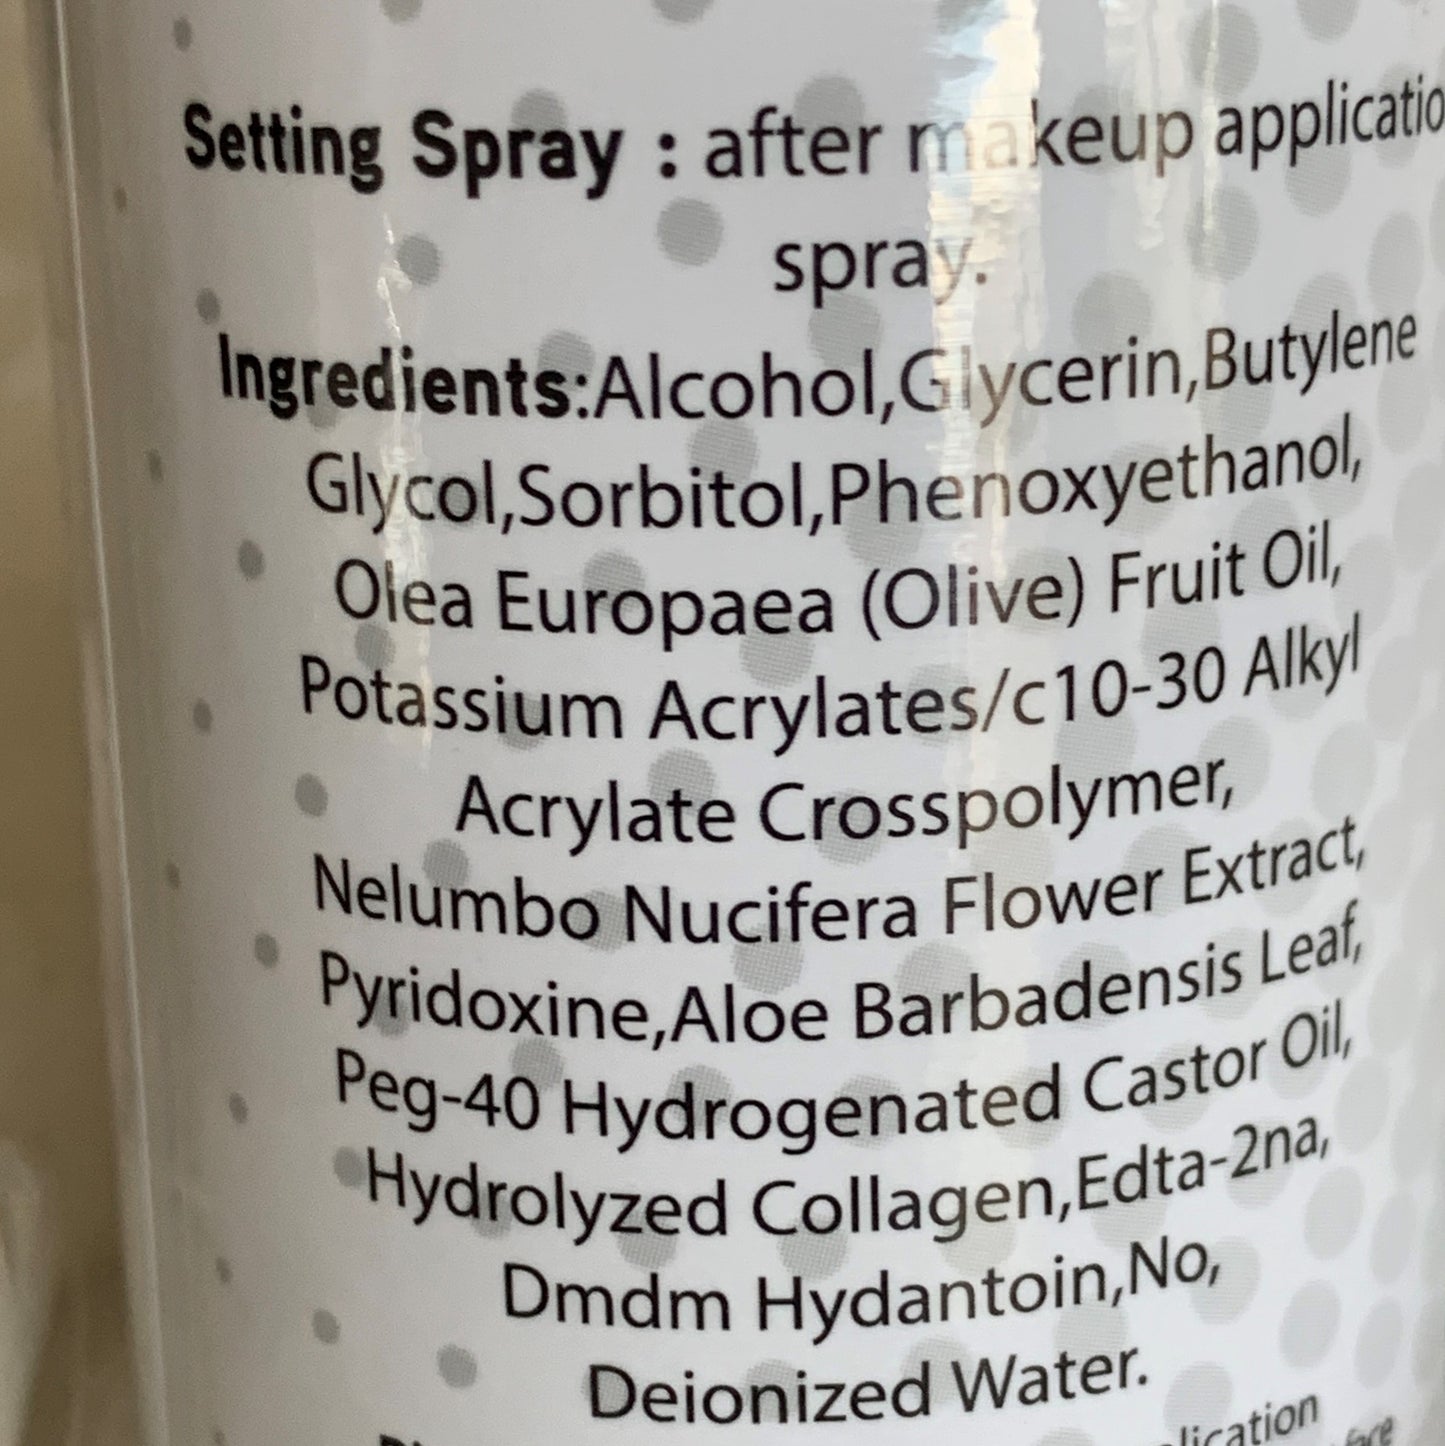 Setting Spray : after makeup applicatio
spray.
Ingredients:Alcohol,Glycerin,Butylene
Glycol,Sorbitol,Phenoxyethanol,
Olea Europaea (Olive) Fruit Oil,
Potassium Acrylates/c10-30 Alkyl
Acrylate Crosspolymer,
Nelumbo Nucifera Flower Extract,
Pyridoxine,Aloe Barbadensis Leaf,
Peg-40 Hydrogenated Castor Oil,
Hydrolyzed Collagen,Edta-2na,
Dmdm Hydantoin,No,
Deionized Water.